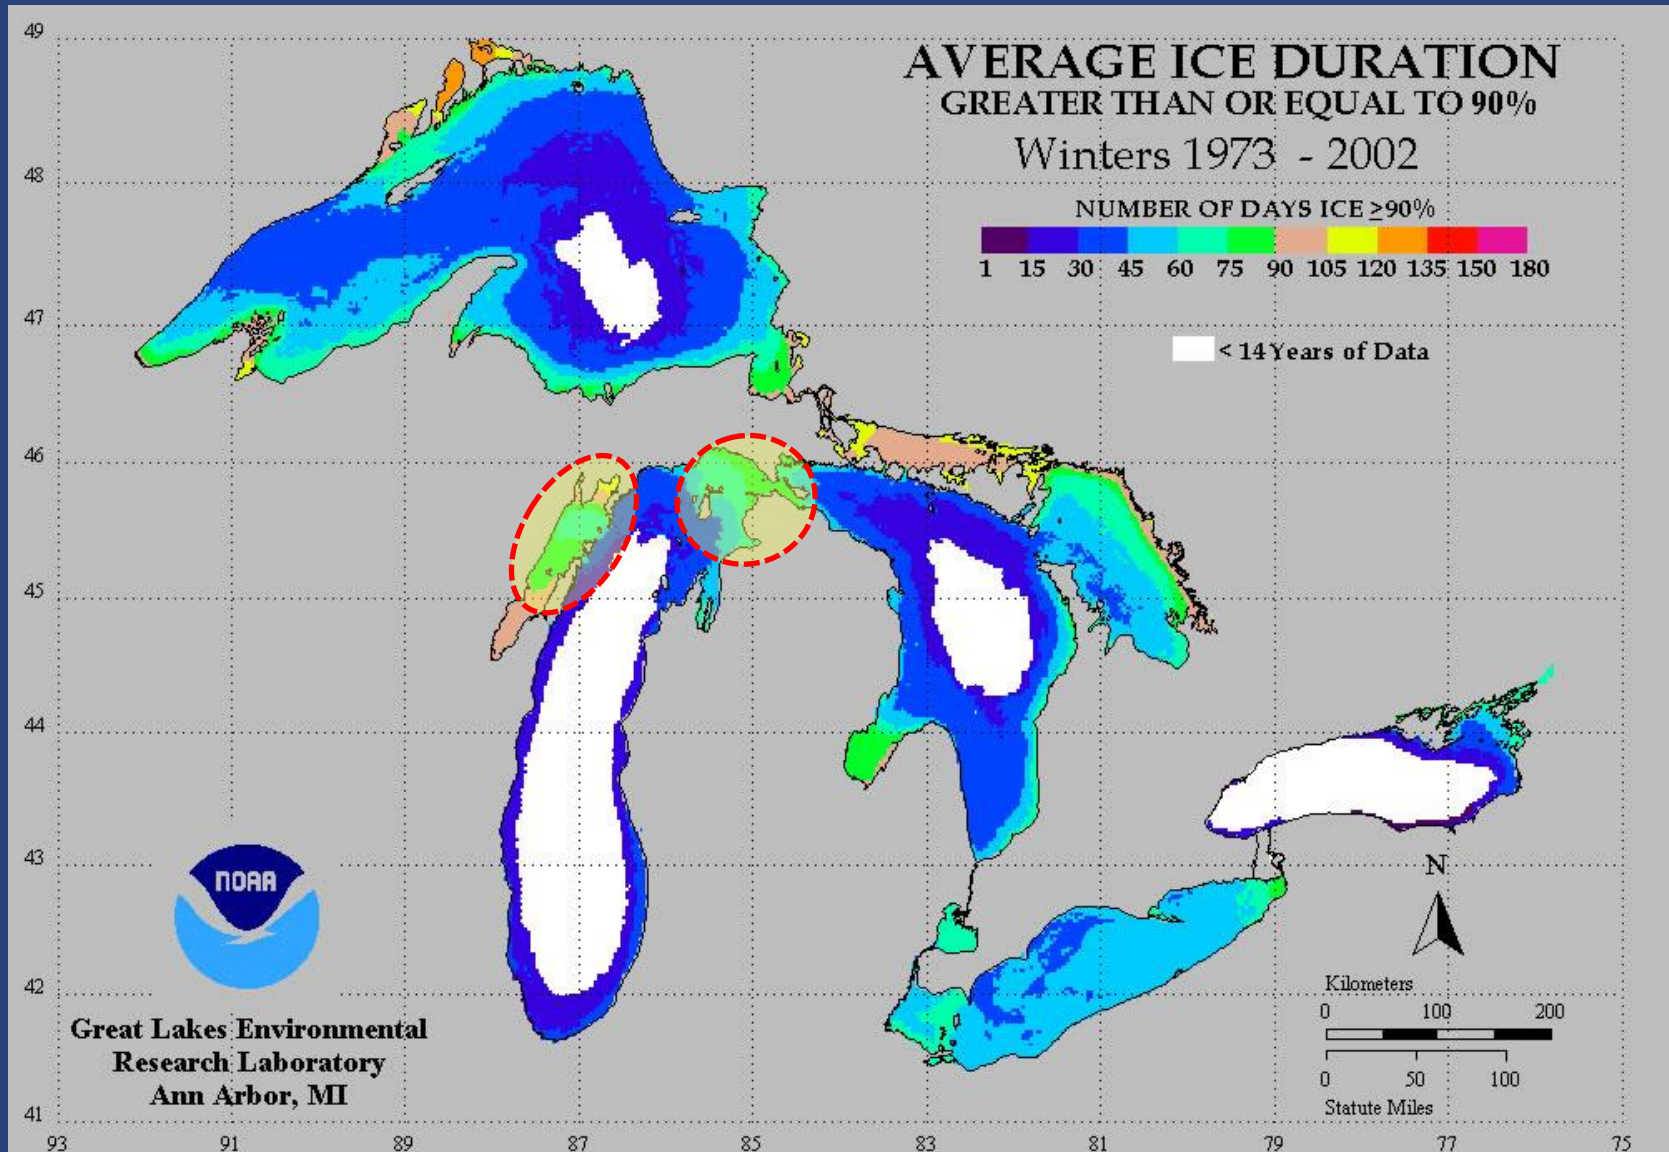 AVERAGE ICE DURATION
GREATER THAN OR EQUAL TO 90%
Winters 1973 - 2002
NUMBER OF DAYS ICE ≥90%
1 15 30 45 60 75 90 105 120 135 150 180
< 14 Years of Data
49
48
47
46
45
44
43
42
41
93 91 89 87 85 83 81 79 77 75
NOAA
Great Lakes Environmental
Research Laboratory
Ann Arbor, MI
N
Kilometers
0 100 200
0 50 100
Statute Miles